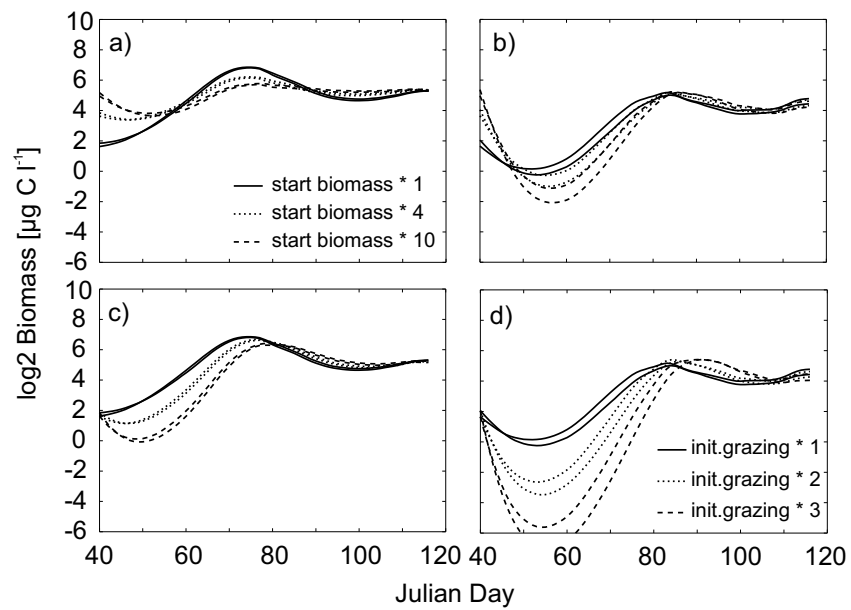 10
8
6
4
2
0
-2
-4
-6
a)
start biomass * 1
start biomass * 4
start biomass * 10
b)
log2 Biomass [µg C l-1]
10
8
6
4
2
0
-2
-4
-6
c)
d)
init.grazing * 1
init.grazing * 2
init.grazing * 3
40 60 80 100 120 40 60 80 100 120
Julian Day